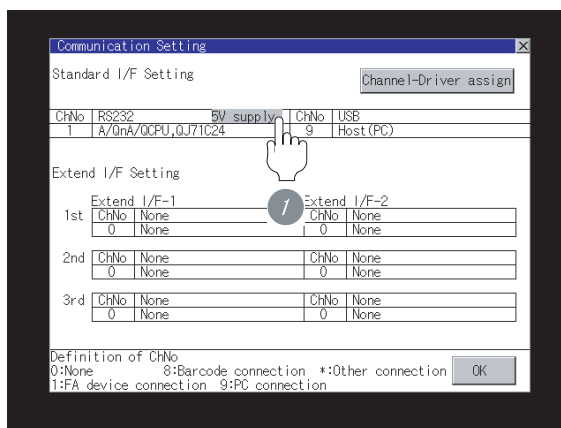 Communication Setting
Standard I/F Setting
Channel-Driver assign
ChNo RS232 5V supply ChNo USB
1 A/QnA/QCPU,QJ71C24 9 Host(PC)
Extend I/F Setting
Extend I/F-1 Extend I/F-2
1st ChNo None ChNo None
0 None 0 None
2nd ChNo None ChNo None
0 None 0 None
3rd ChNo None ChNo None
0 None 0 None
1
Definition of ChNo
0:None 8:Barcode connection *:Other connection OK
1:FA device connection 9:PC connection